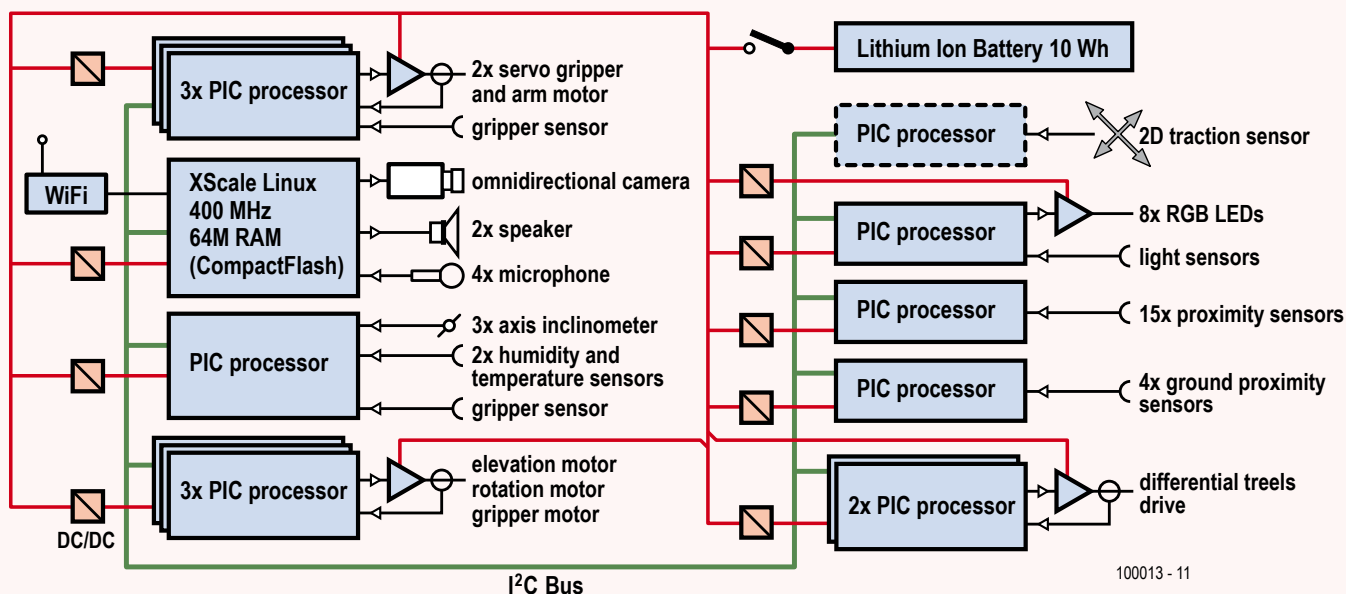 3x PIC processor
2x servo gripper
and arm motor
gripper sensor
WiFi
XScale Linux
400 MHz
64M RAM
(CompactFlash)
omnidirectional camera
2x speaker
4x microphone
PIC processor
3x axis inclinometer
2x humidity and
temperature sensors
gripper sensor
3x PIC processor
elevation motor
rotation motor
gripper motor
DC/DC
I²C Bus
Lithium Ion Battery 10 Wh
PIC processor
2D traction sensor
PIC processor
8x RGB LEDs
light sensors
PIC processor
15x proximity sensors
PIC processor
4x ground proximity
sensors
2x PIC processor
differential treels
drive
100013 - 11